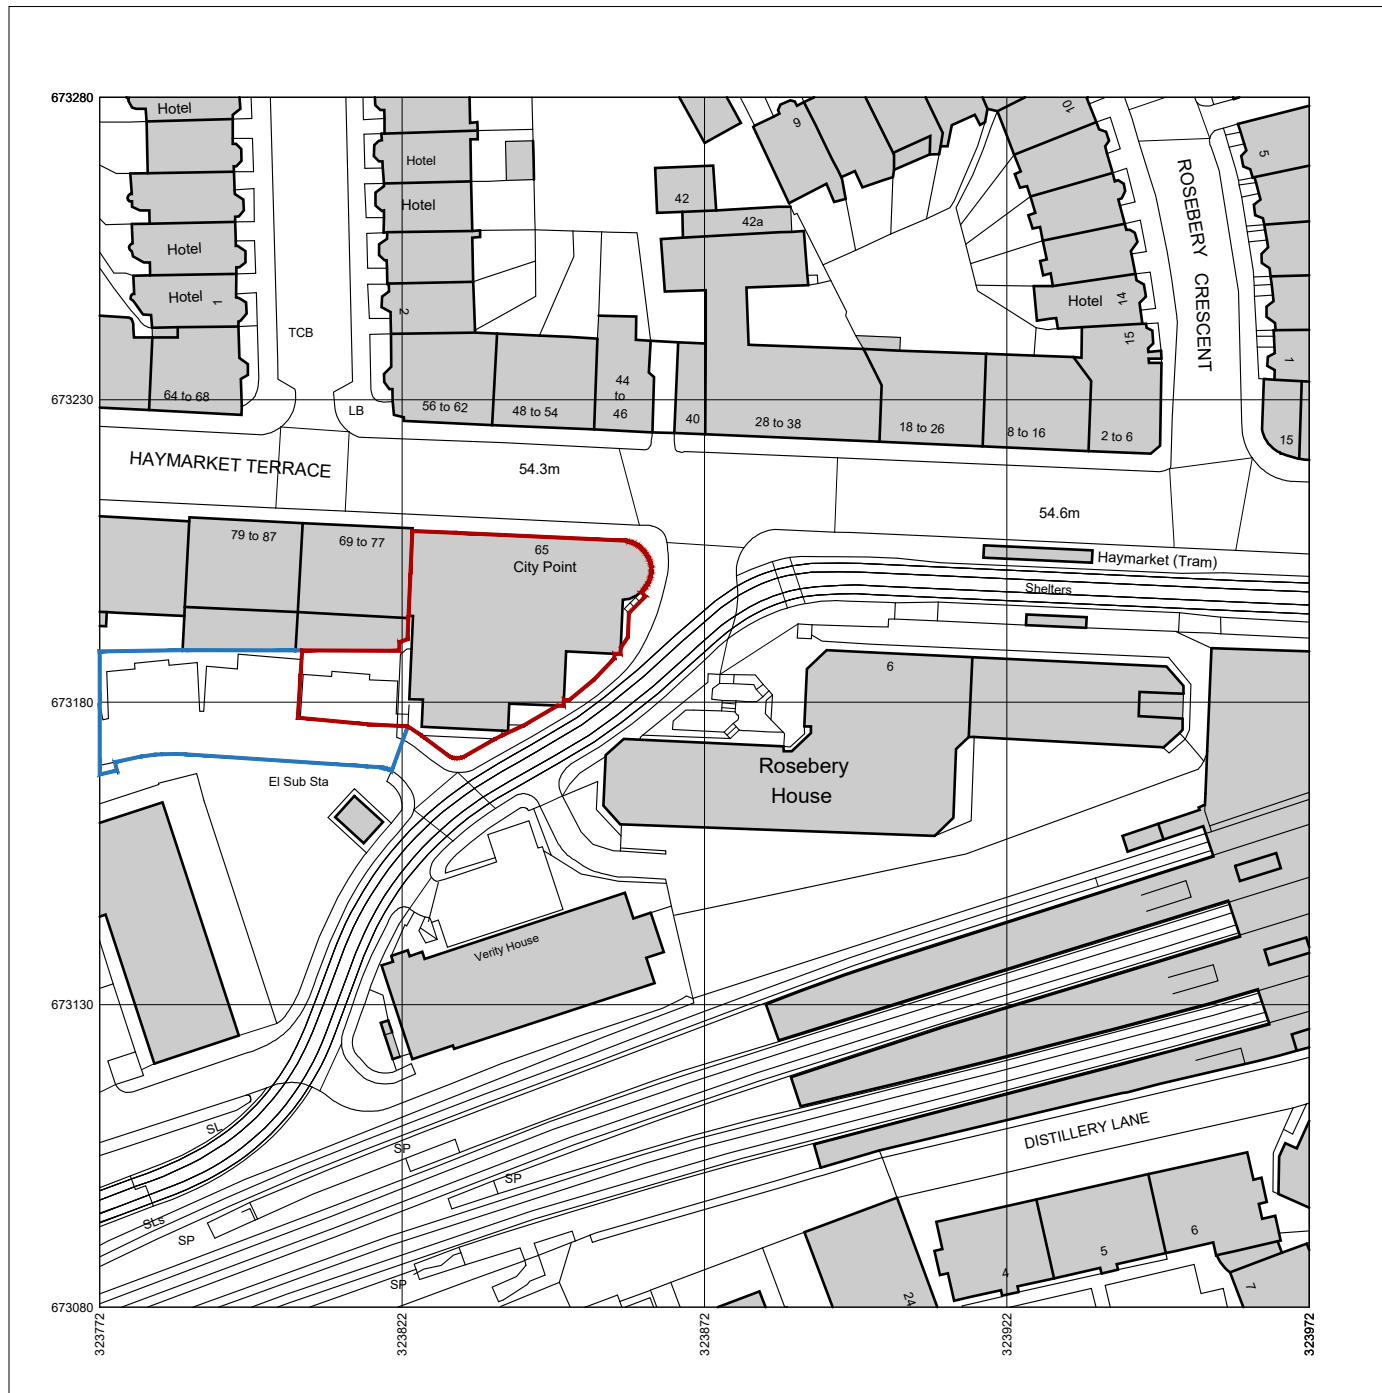 673280
Hotel
10
6
Hotel
5
ROSEBERY CRESCENT
42
Hotel
42a
Hotel
Hotel
1
14
Hotel
2
TCB
15
1
44
to
46
64 to 68
673230
LB
56 to 62
48 to 54
40
28 to 38
18 to 26
8 to 16
2 to 6
15
HAYMARKET TERRACE
54.3m
54.6m
79 to 87
69 to 77
65
City Point
Haymarket (Tram)
Shelters
6
673180
Rosebery
House
El Sub Sta
Verity House
673130
SL
SP
DISTILLERY LANE
SP
SLs
SP
6
5
4
SP
24
7
673080
323772
323822
323872
323922
323972